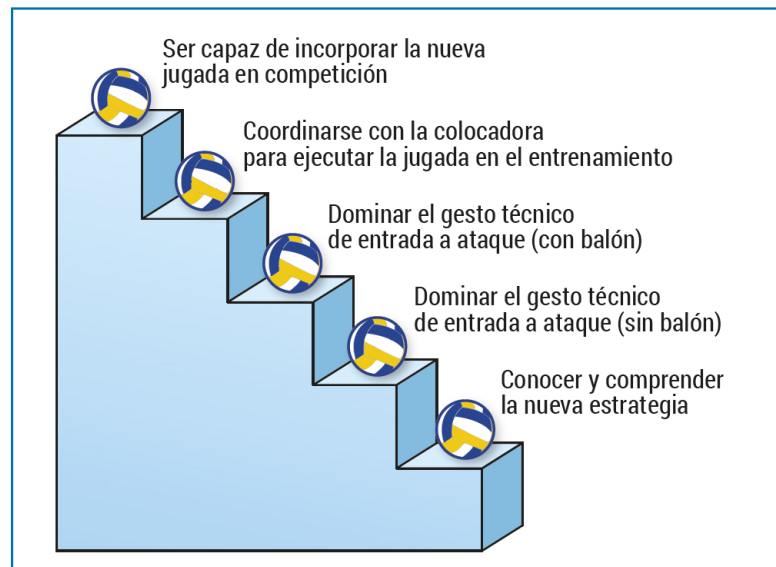 Ser capaz de incorporar la nueva
jugada en competición
Coordinarse con la colocadora
para ejecutar la jugada en el entrenamiento
Dominar el gesto técnico
de entrada a ataque (con balón)
Dominar el gesto técnico
de entrada a ataque (sin balón)
Conocer y comprender
la nueva estrategia